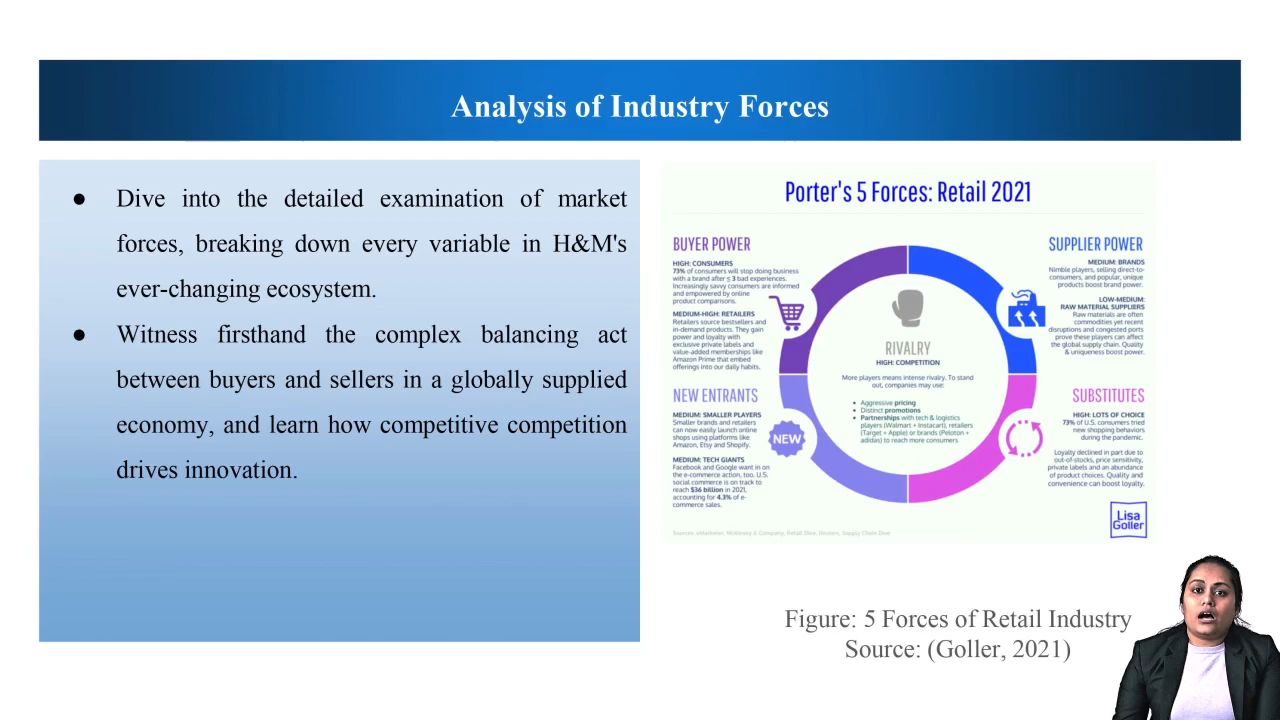 Analysis of Industry Forces
● Dive into the detailed examination of market
forces, breaking down every variable in H&M's
ever-changing ecosystem.
● Witness firsthand the complex balancing act
between buyers and sellers in a globally supplied
economy, and learn how competitive competition
drives innovation.
Porter's 5 Forces: Retail 2021
BUYER POWER
HIGH: CONSUMERS
73% of consumers will stop doing business
with a brand after ≤ 3 bad experiences.
Increasingly savvy consumers are informed
and empowered by online
product comparisons.
MEDIUM-HIGH: RETAILERS
Retailers source bestsellers and
in-demand products. They gain
power and loyalty with
exclusive private labels and
value-added memberships like
Amazon Prime that embed
offerings into our daily habits.
NEW ENTRANTS
MEDIUM: SMALLER PLAYERS
Smaller brands and retailers
can now easily launch online
shops using platforms like
Amazon, Etsy and Shopify.
MEDIUM: TECH GIANTS
Facebook and Google want in on
the e-commerce action, too. U.S.
social commerce is on track to
reach $36 billion in 2021,
accounting for 4.3% of e-
commerce sales.
NEW
RIVALRY
HIGH: COMPETITION
More players means intense rivalry. To stand
out, companies may use:
• Aggressive pricing
• Distinct promotions
• Partnerships with tech & logistics
players (Walmart + Instacart), retailers
(Target + Apple) or brands (Peloton +
adidas) to reach more consumers
SUPPLIER POWER
MEDIUM: BRANDS
Nimble players, selling direct-to-
consumers, and popular, unique
products boost brand power.
LOW-MEDIUM:
RAW MATERIAL SUPPLIERS
Raw materials are often
commodities yet recent
disruptions and congested ports
prove these players can affect
the global supply chain. Quality
& uniqueness boost power.
SUBSTITUTES
HIGH: LOTS OF CHOICE
73% of U.S. consumers tried
new shopping behaviors
during the pandemic.
Loyalty declined in part due to
out-of-stocks, price sensitivity,
private labels and an abundance
of product choices. Quality and
convenience can boost loyalty.
Lisa
Goller
Sources: eMarketer, McKinsey & Company, Retail Dive, Reuters, Supply Chain Dive
Figure: 5 Forces of Retail Industry
Source: (Goller, 2021)